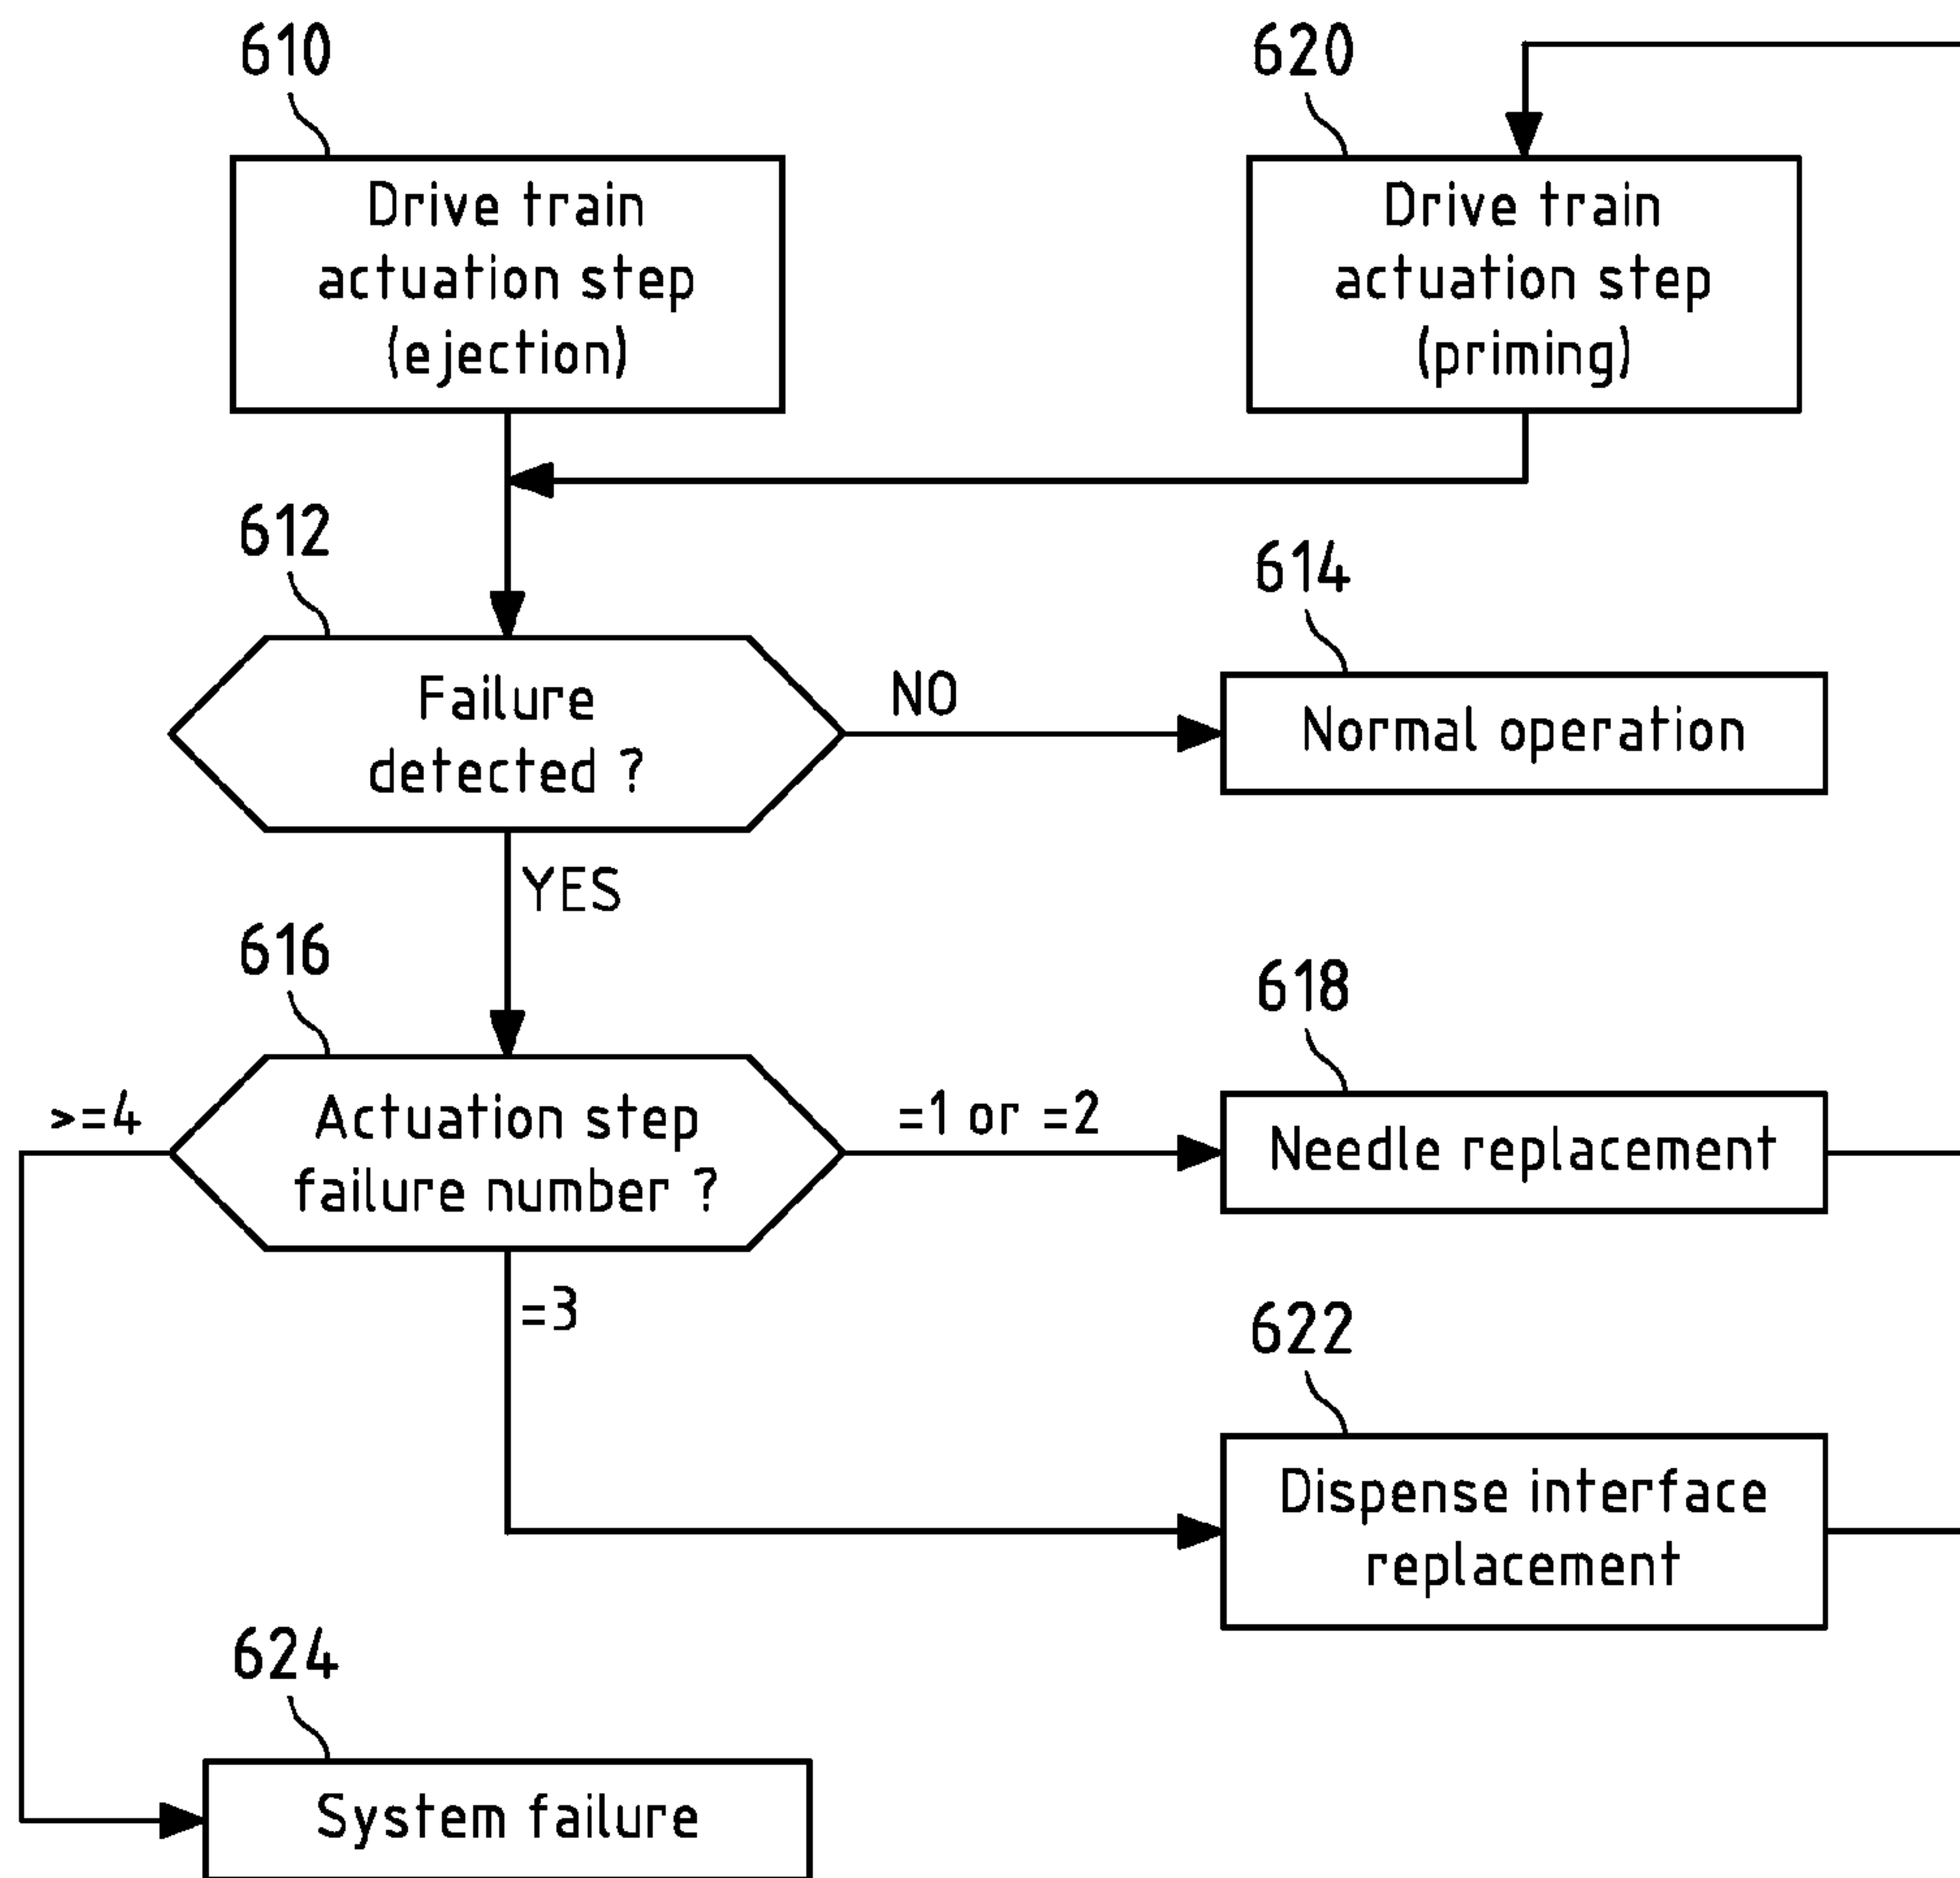 610
Drive train
actuation step
(ejection)
620
Drive train
actuation step
(priming)
612
Failure
detected ?
NO
614
Normal operation
YES
616
Actuation step
failure number ?
>=4
=1 or =2
618
Needle replacement
=3
622
Dispense interface
replacement
624
System failure